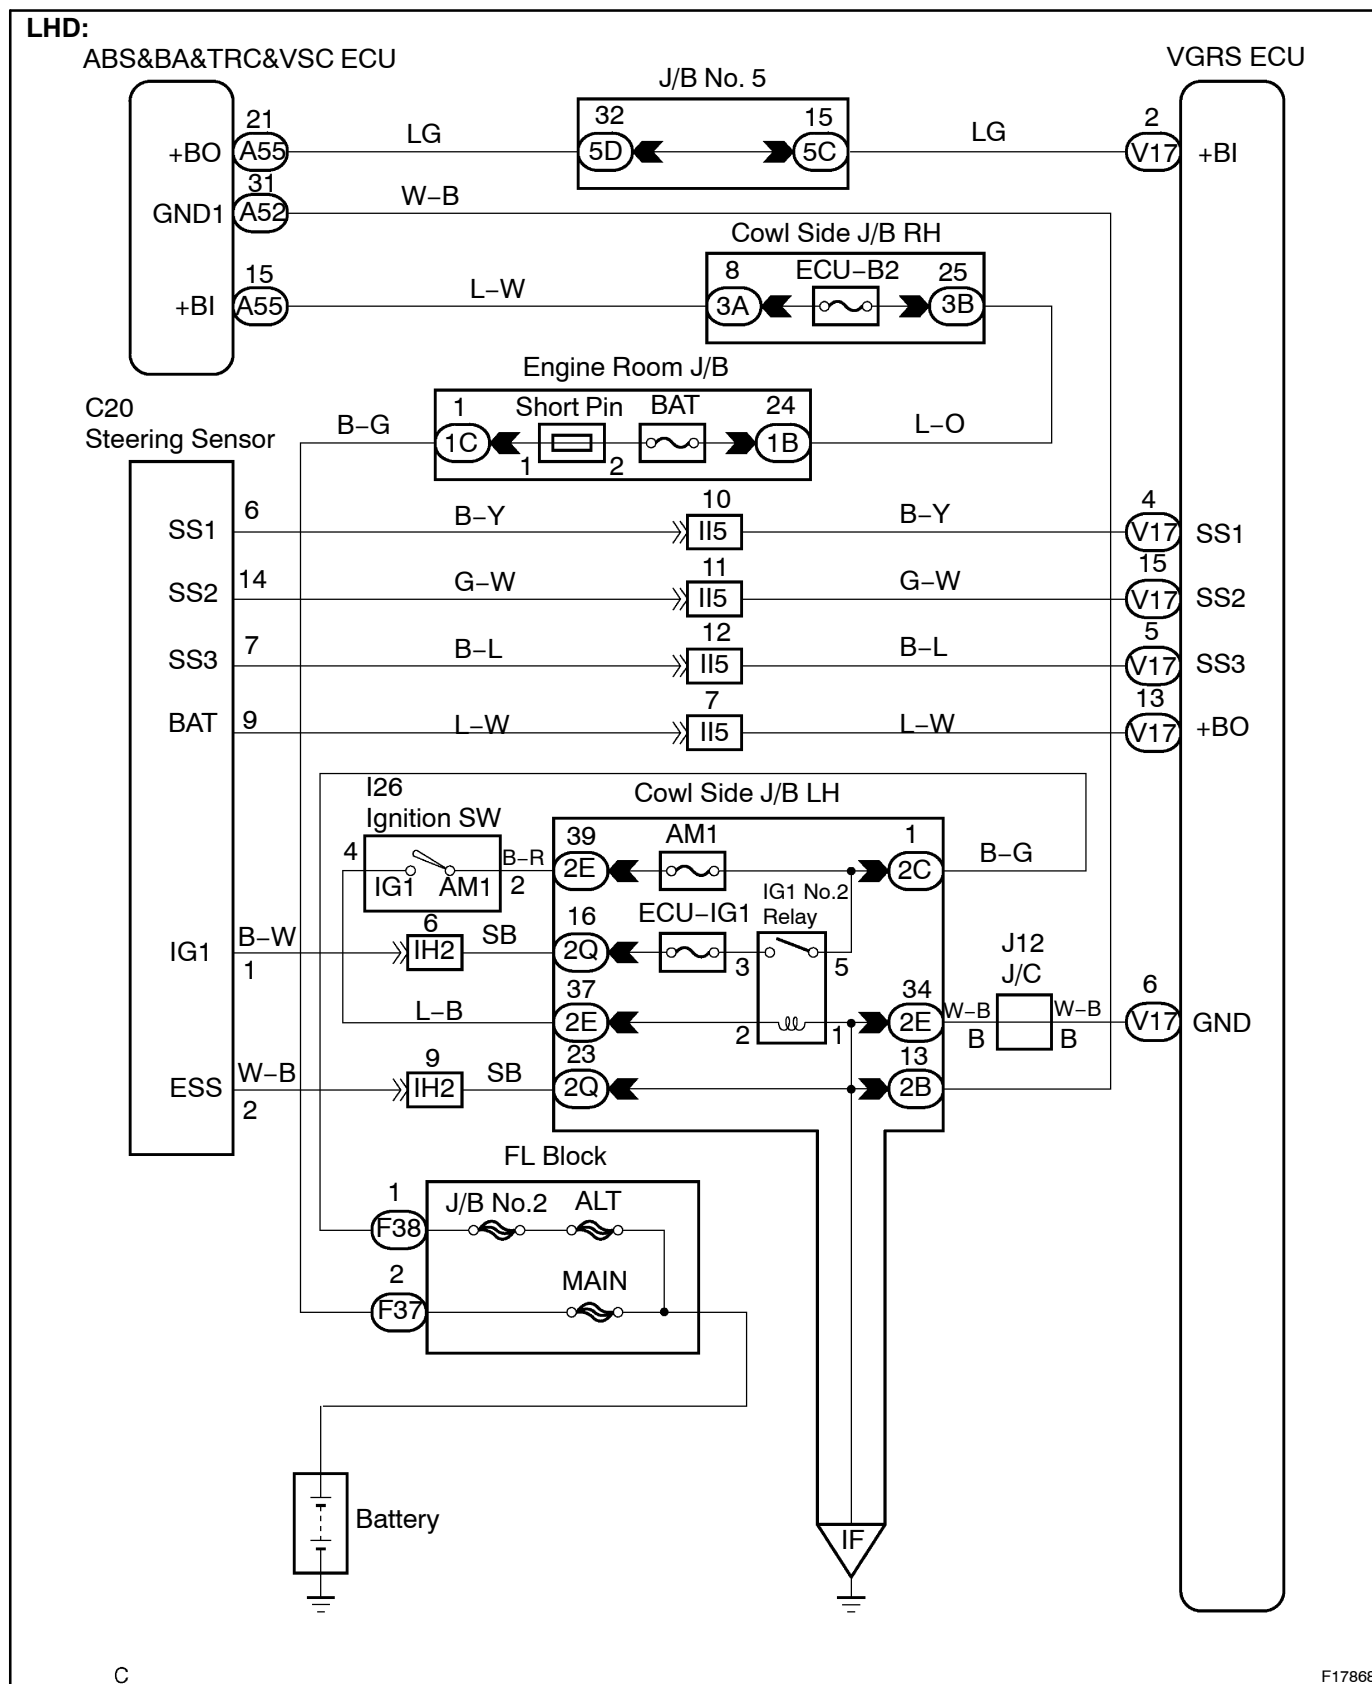 LHD:
ABS&BA&TRC&VSC ECU
VGRS ECU
J/B No. 5
21
32
15
2
+BO
A55
LG
5D
5C
LG
V17
+BI
31
GND1
A52
W–B
Cowl Side J/B RH
15
8
ECU–B2
25
+BI
A55
L–W
3A
3B
Engine Room J/B
C20
Steering Sensor
1
Short Pin
BAT
24
B–G
1C
1
2
1B
L–O
6
10
4
SS1
B–Y
II5
B–Y
V17
SS1
14
11
15
SS2
G–W
II5
G–W
V17
SS2
7
12
5
SS3
B–L
II5
B–L
V17
SS3
9
7
13
BAT
L–W
II5
L–W
V17
+BO
I26
Ignition SW
Cowl Side J/B LH
4
IG1
AM1
B–R
2
39
2E
AM1
1
2C
B–G
IG1 No.2
Relay
6
16
ECU–IG1
IG1
B–W
1
IH2
SB
2Q
3
5
J12
J/C
L–B
37
2E
2
1
34
2E
W–B
B
W–B
B
6
V17
GND
ESS
W–B
2
9
IH2
SB
23
2Q
13
2B
FL Block
1
J/B No.2
ALT
F38
2
MAIN
F37
Battery
IF
C
F17868